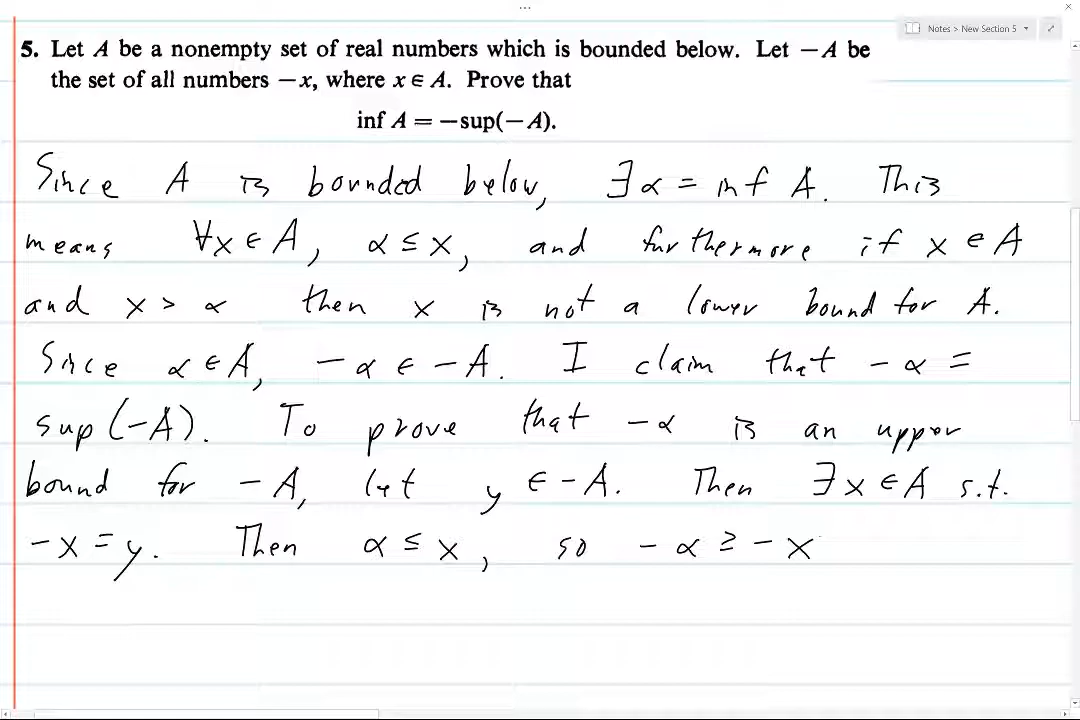 ...
Notes > New Section 5
5. Let A be a nonempty set of real numbers which is bounded below. Let −A be
the set of all numbers −x, where x ∈ A. Prove that
inf A = −sup(−A).
Since A is bounded below, ∃ α = inf A. This
means ∀x ∈ A, α ≤ x, and furthermore if x ∈ A
and x > α then x is not a lower bound for A.
Since α ∈ A, −α ∈ −A. I claim that −α =
sup (−A). To prove that −α is an upper
bound for −A, let y ∈ −A. Then ∃ x ∈ A s.t.
−x = y. Then α ≤ x, so −α ≥ −x